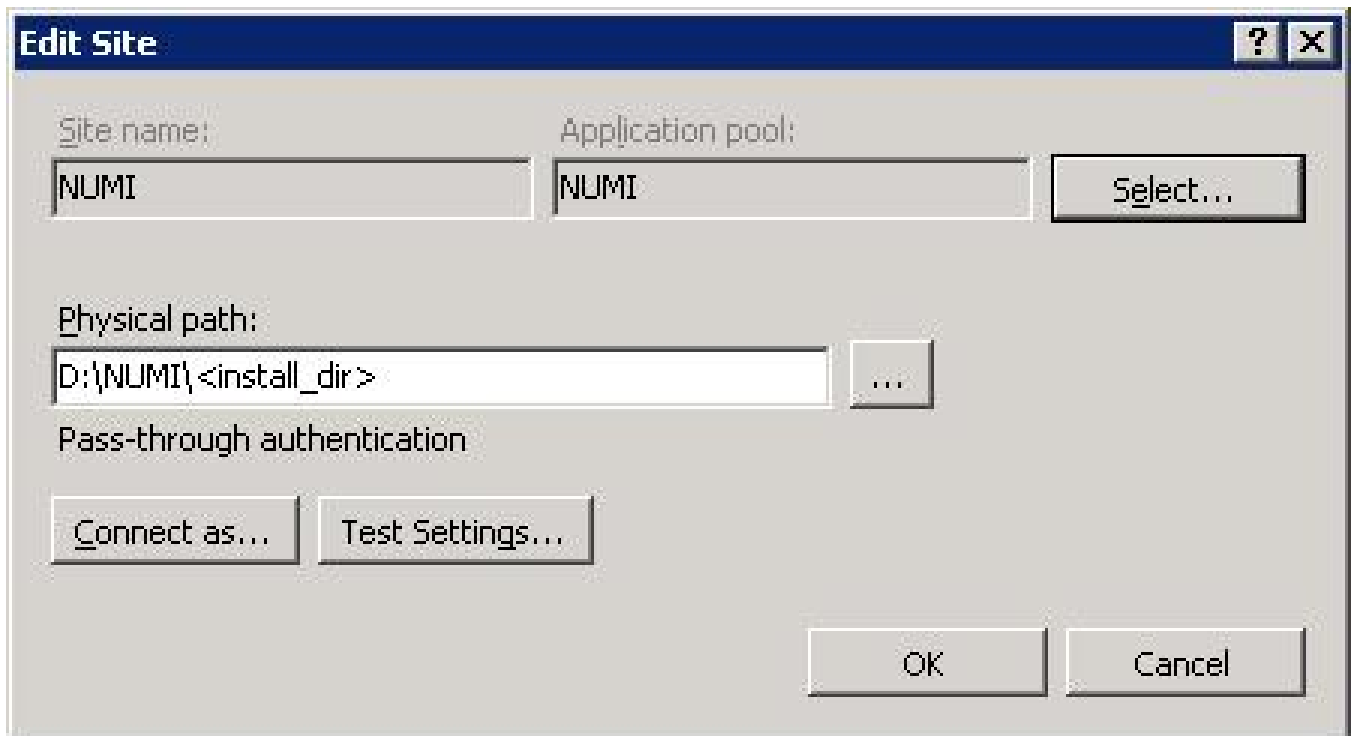 Edit Site
Site name: Application pool:
NUMI NUMI Select...
Physical path:
D:\NUMI\<install_dir> ...
Pass-through authentication
Connect as... Test Settings...
OK Cancel